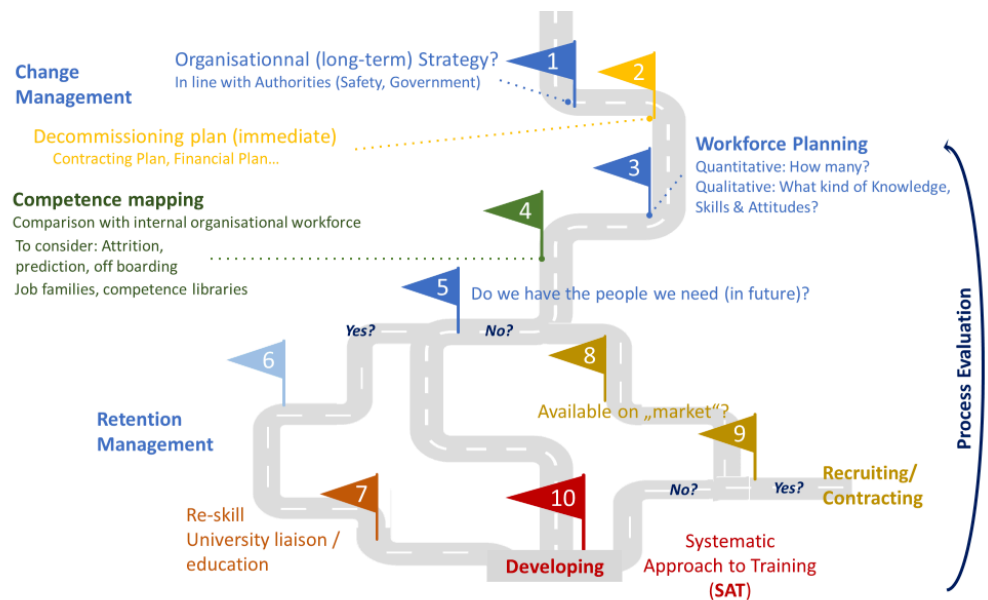 1
Organisationnal (long-term) Strategy?
In line with Authorities (Safety, Government)
Change
Management
2
Decommissioning plan (immediate)
Contracting Plan, Financial Plan...
3
Workforce Planning
Quantitative: How many?
Qualitative: What kind of Knowledge,
Skills & Attitudes?
4
Competence mapping
Comparison with internal organisational workforce
To consider: Attrition,
prediction, off boarding
Job families, competence libraries
5
Do we have the people we need (in future)?
Yes?
No?
6
Retention
Management
7
Re-skill
University liaison /
education
8
Available on „market“?
9
Recruiting/
Contracting
No?
Yes?
10
Developing
Systematic
Approach to Training
(SAT)
Process Evaluation